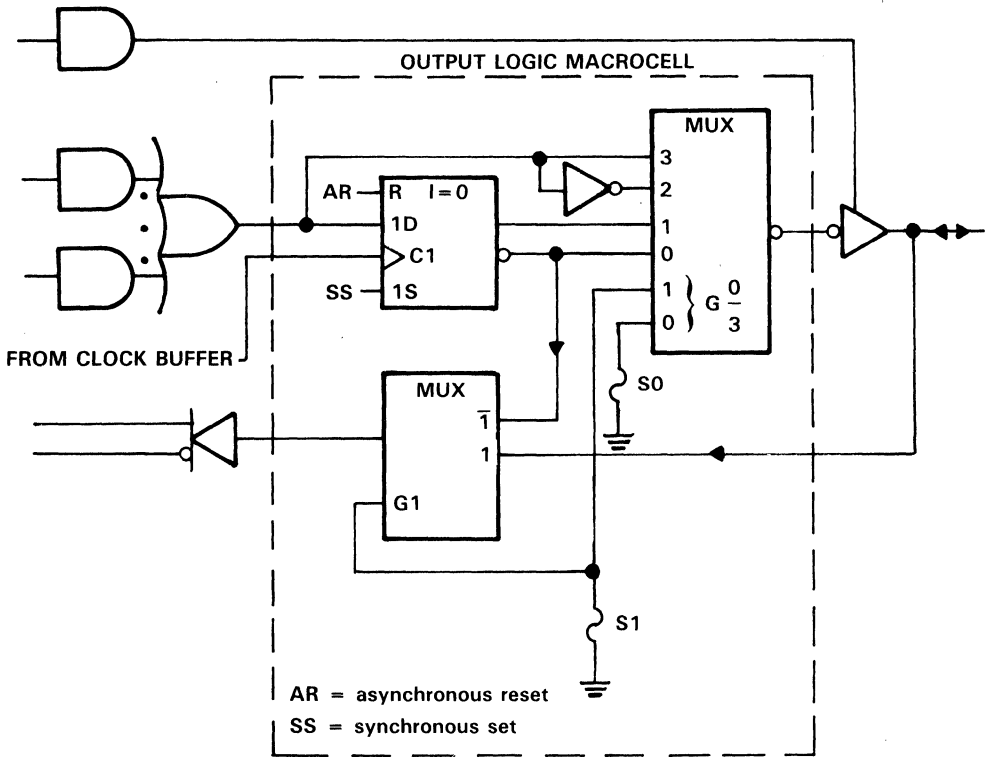 OUTPUT LOGIC MACROCELL
MUX
3
AR
R I=0
2
1D
1
C1
0
SS
1S
1
0
} G 0/3
FROM CLOCK BUFFER
S0
MUX
1̅
1
G1
S1
AR = asynchronous reset
SS = synchronous set